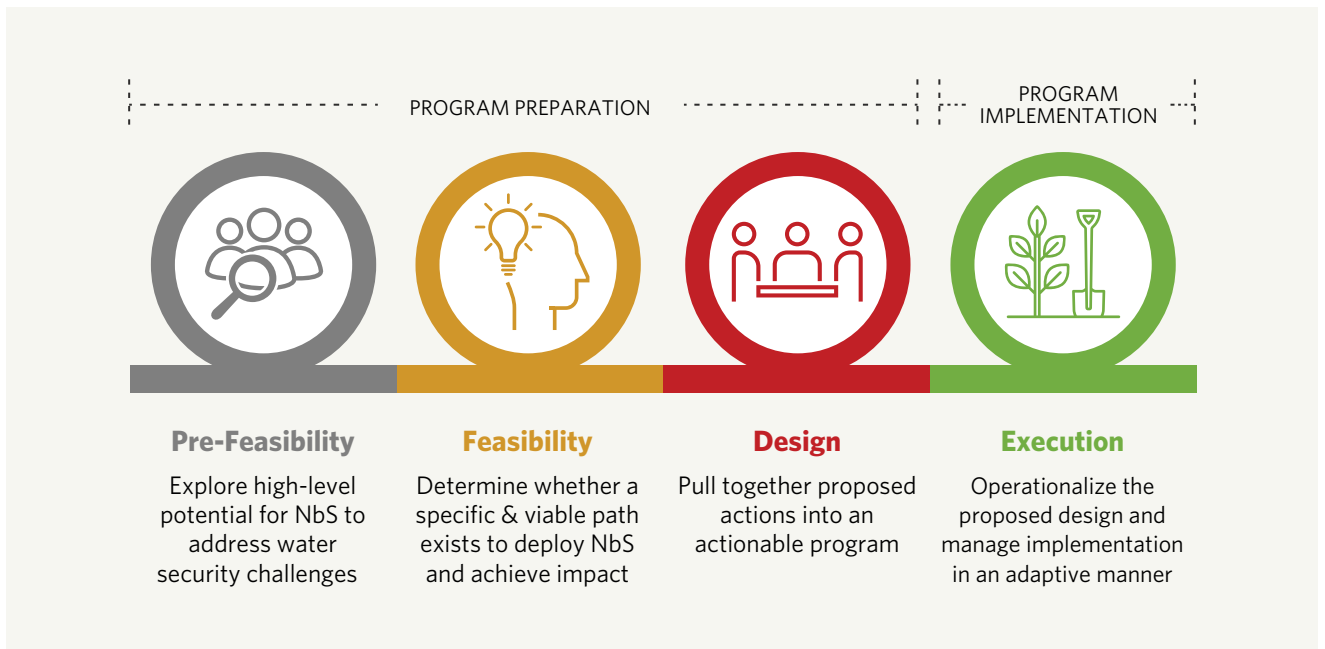 PROGRAM PREPARATION
PROGRAM
IMPLEMENTATION
Pre-Feasibility
Explore high-level
potential for NbS to
address water
security challenges
Feasibility
Determine whether a
specific & viable path
exists to deploy NbS
and achieve impact
Design
Pull together proposed
actions into an
actionable program
Execution
Operationalize the
proposed design and
manage implementation
in an adaptive manner